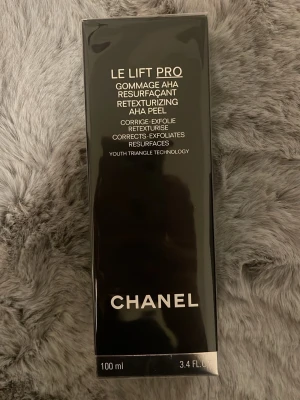 LE LIFT PRO
GOMMAGE AHA
RESURFAÇANT
RETEXTURIZING
AHA PEEL
CORRIGE-EXFOLIE
RETEXTURISE
CORRECTS-EXFOLIATES
RESURFACES
YOUTH TRIANGLE TECHNOLOGY
CHANEL
100 ml 3.4 FL.